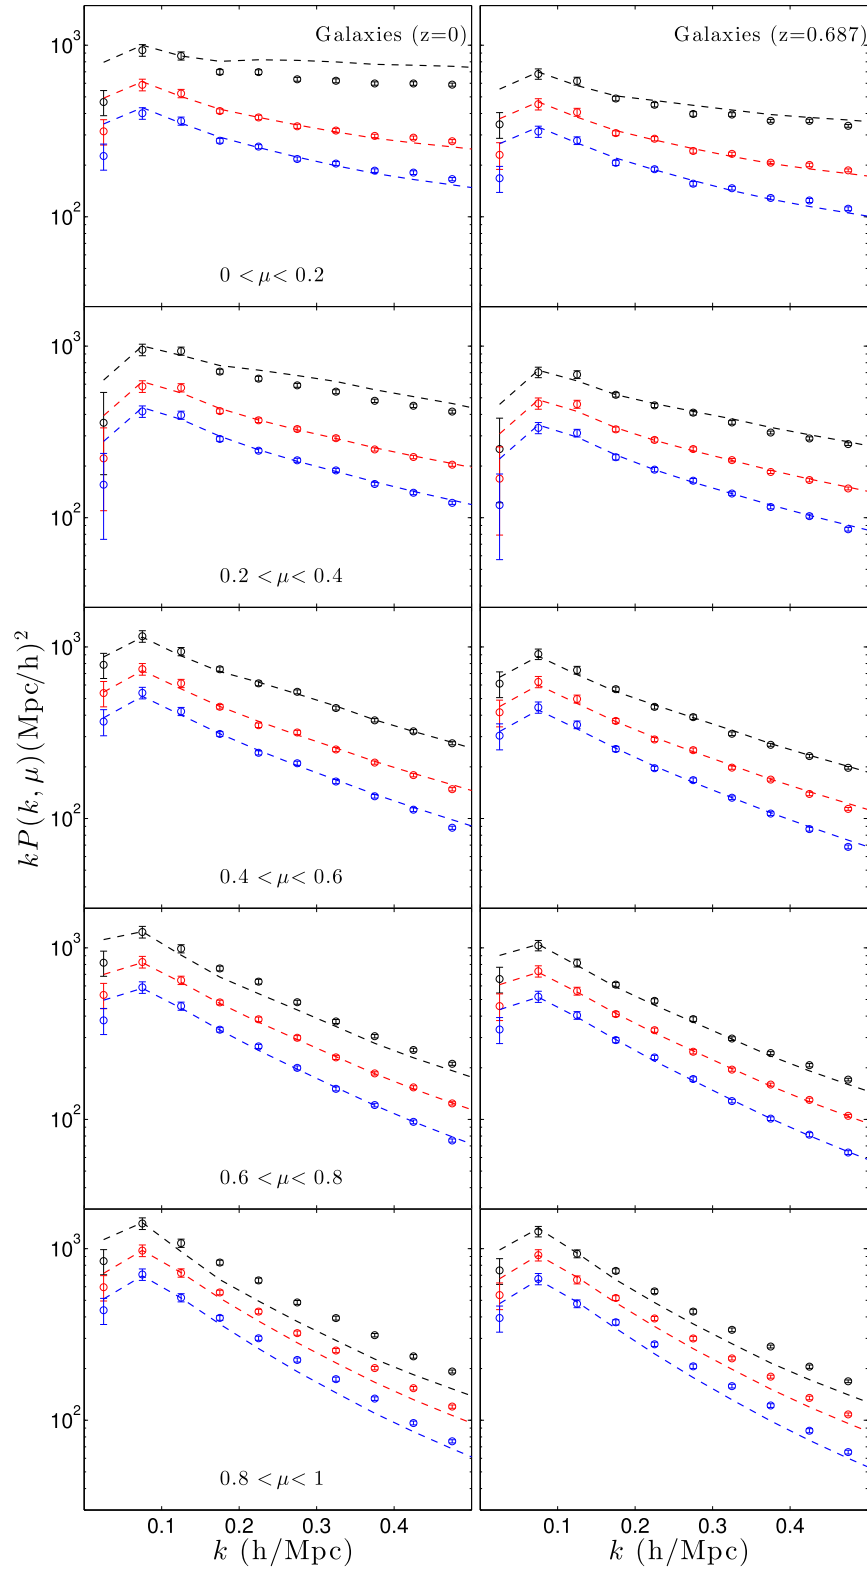 Galaxies (z=0)
Galaxies (z=0.687)
10³
10²
0 < μ < 0.2
10³
10²
0.2 < μ < 0.4
10³
10²
0.4 < μ < 0.6
10³
10²
0.6 < μ < 0.8
10³
10²
0.8 < μ < 1
kP(k, μ)(Mpc/h)²
0.1 0.2 0.3 0.4 0.1 0.2 0.3 0.4
k (h/Mpc) k (h/Mpc)